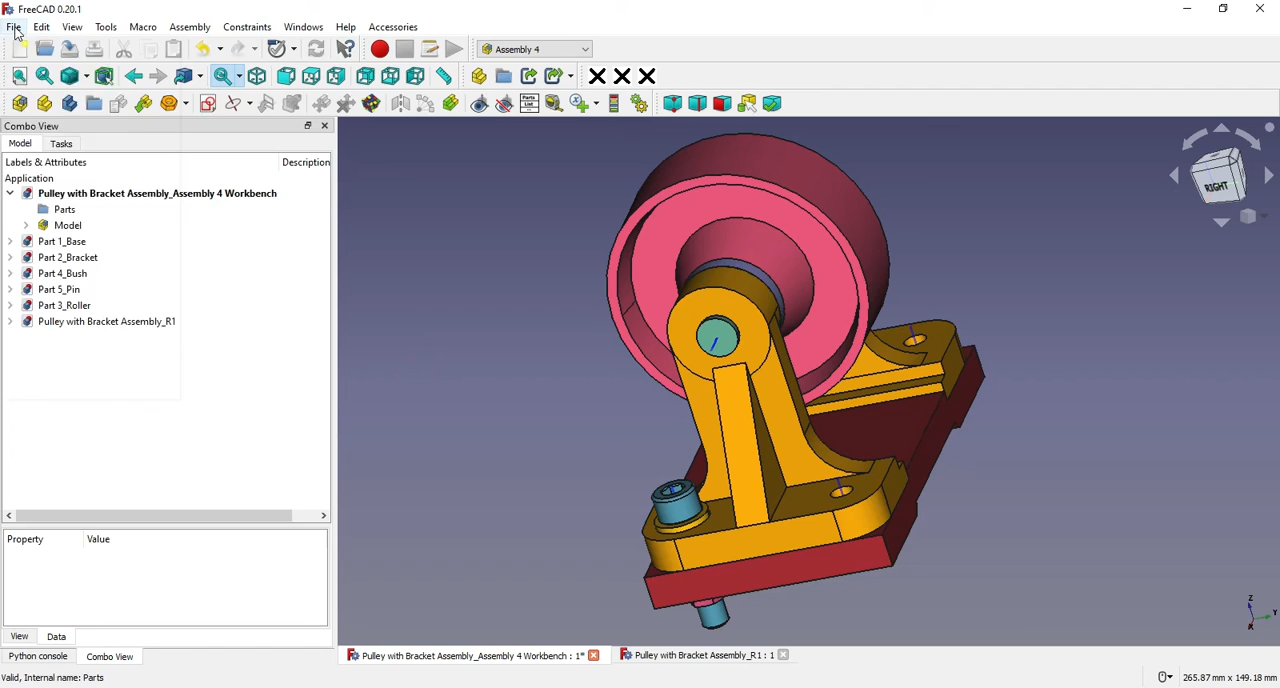 FreeCAD 0.20.1
File Edit View Tools Macro Assembly Constraints Windows Help Accessories
Assembly 4
Parts List
Combo View
Model Tasks
Labels & Attributes Description
Application
Pulley with Bracket Assembly_Assembly 4 Workbench
Parts
Model
Part 1_Base
Part 2_Bracket
Part 4_Bush
Part 5_Pin
Part 3_Roller
Pulley with Bracket Assembly_R1
RIGHT
Property Value
Z
Y
X
View Data
Python console Combo View
Pulley with Bracket Assembly_Assembly 4 Workbench : 1*
Pulley with Bracket Assembly_R1 : 1
Valid, Internal name: Parts
265.87 mm x 149.18 mm